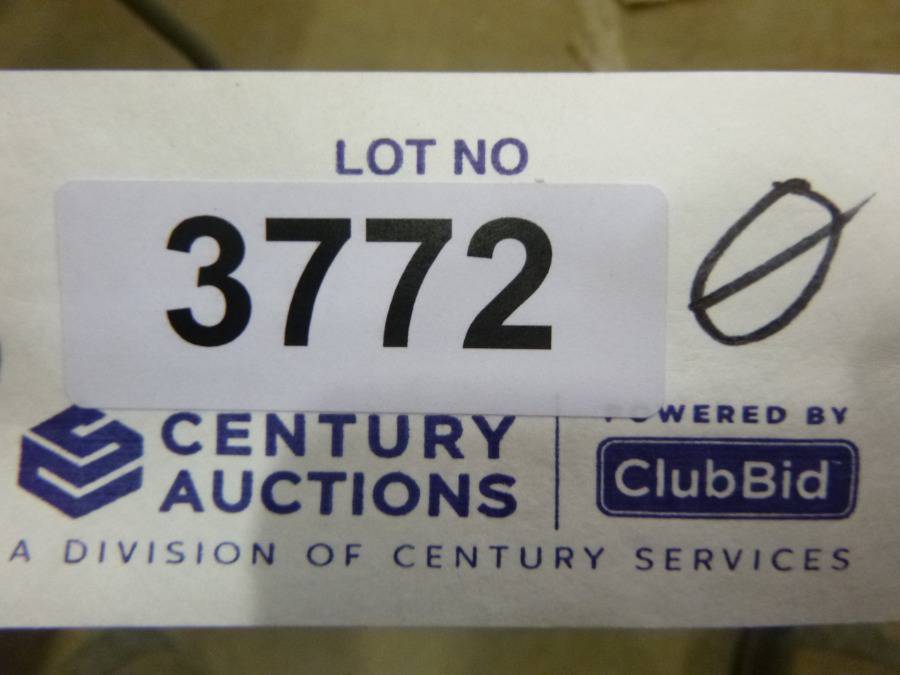 LOT NO
3772 Ø
CENTURY
AUCTIONS
POWERED BY
ClubBid
A DIVISION OF CENTURY SERVICES